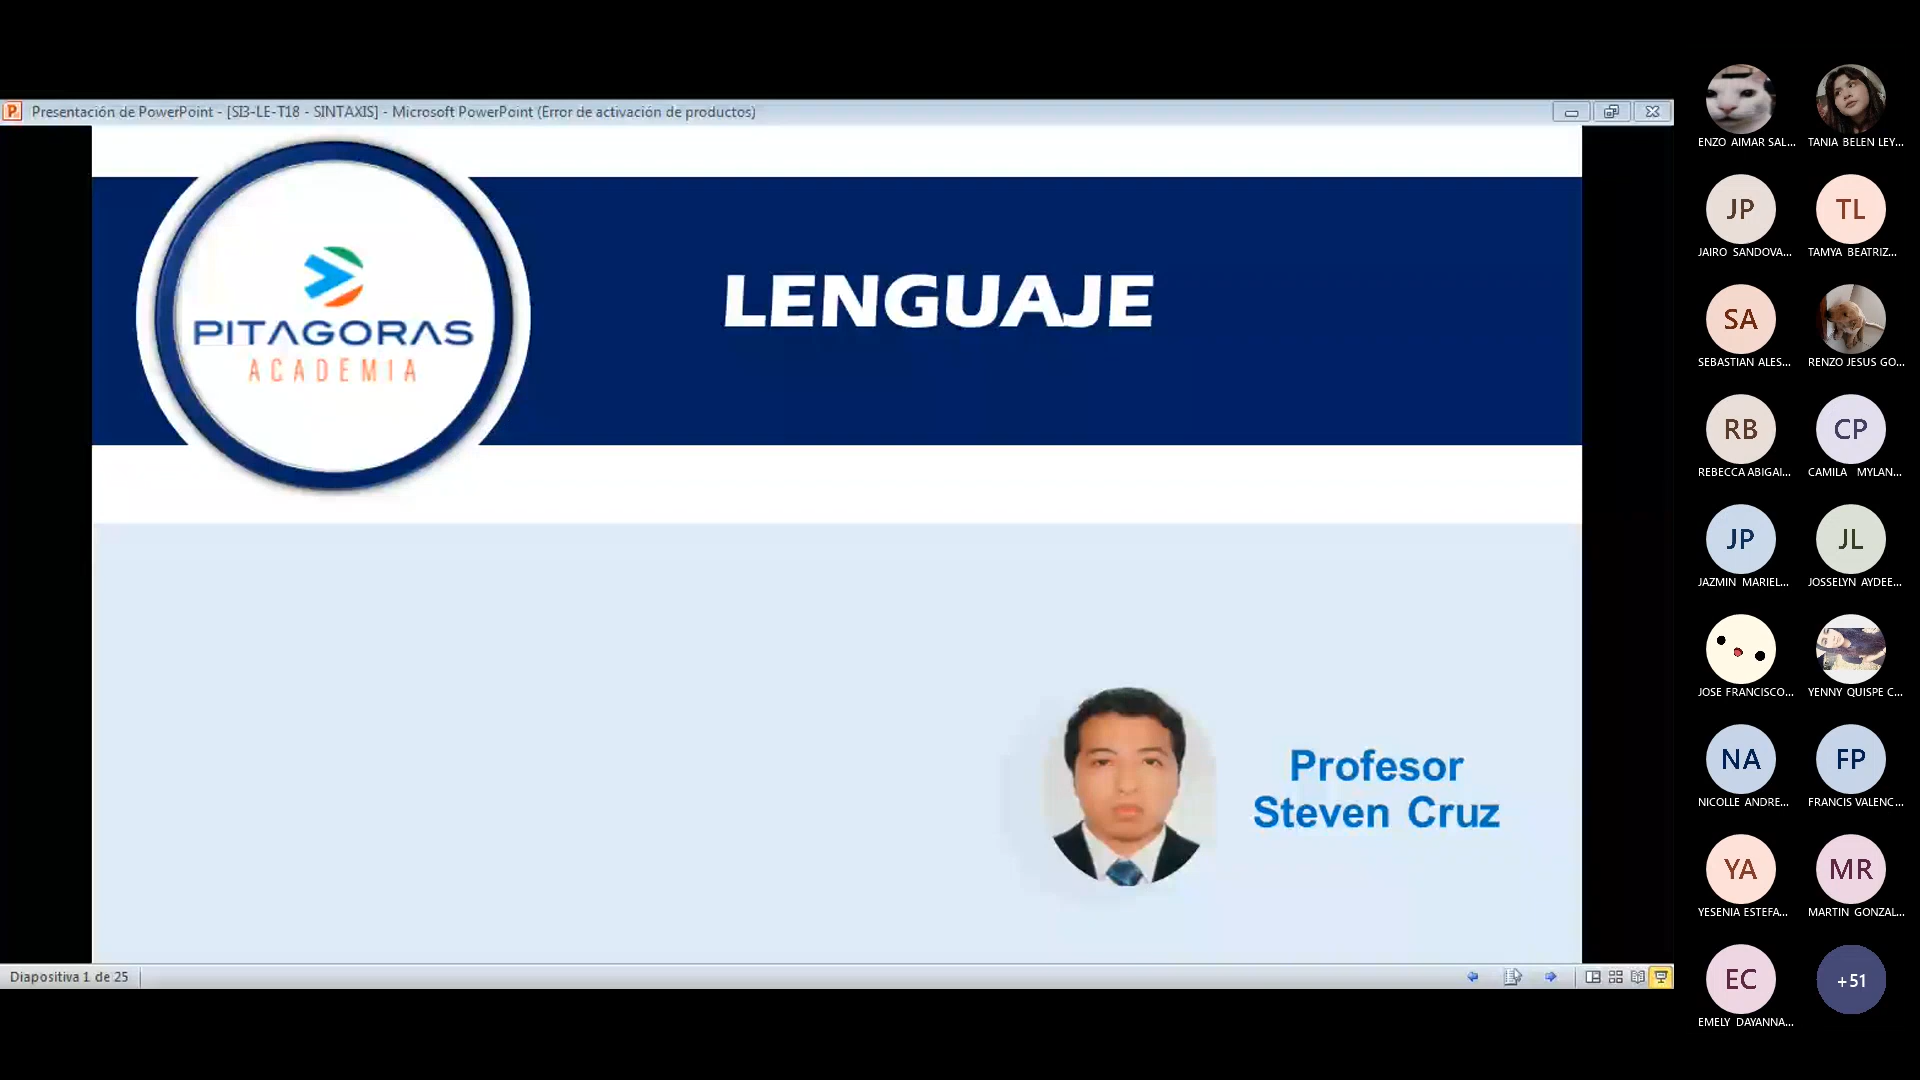 Presentación de PowerPoint - [SI3-LE-T18 - SINTAXIS] - Microsoft PowerPoint (Error de activación de productos)
PITAGORAS
ACADEMIA
LENGUAJE
Profesor
Steven Cruz
Diapositiva 1 de 25
ENZO AIMAR SAL...
TANIA BELEN LEY...
JP
JAIRO SANDOVA...
TL
TAMYA BEATRIZ...
SA
SEBASTIAN ALES...
RENZO JESUS GO...
RB
REBECCA ABIGAI...
CP
CAMILA MYLAN...
JP
JAZMIN MARIEL...
JL
JOSSELYN AYDEE...
JOSE FRANCISCO...
YENNY QUISPE C...
NA
NICOLLE ANDRE...
FP
FRANCIS VALENC...
YA
YESENIA ESTEFA...
MR
MARTIN GONZAL...
EC
EMELY DAYANNA...
+51